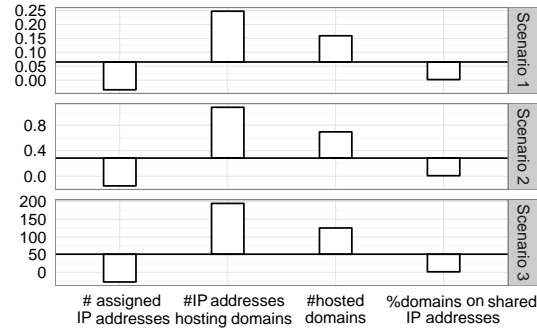 0.25
0.20
0.15
0.10
0.05
0.00
Scenario 1
0.8
0.4
0.0
Scenario 2
200
150
100
50
0
Scenario 3
# assigned #IP addresses #hosted %domains on shared
IP addresses hosting domains domains IP addresses